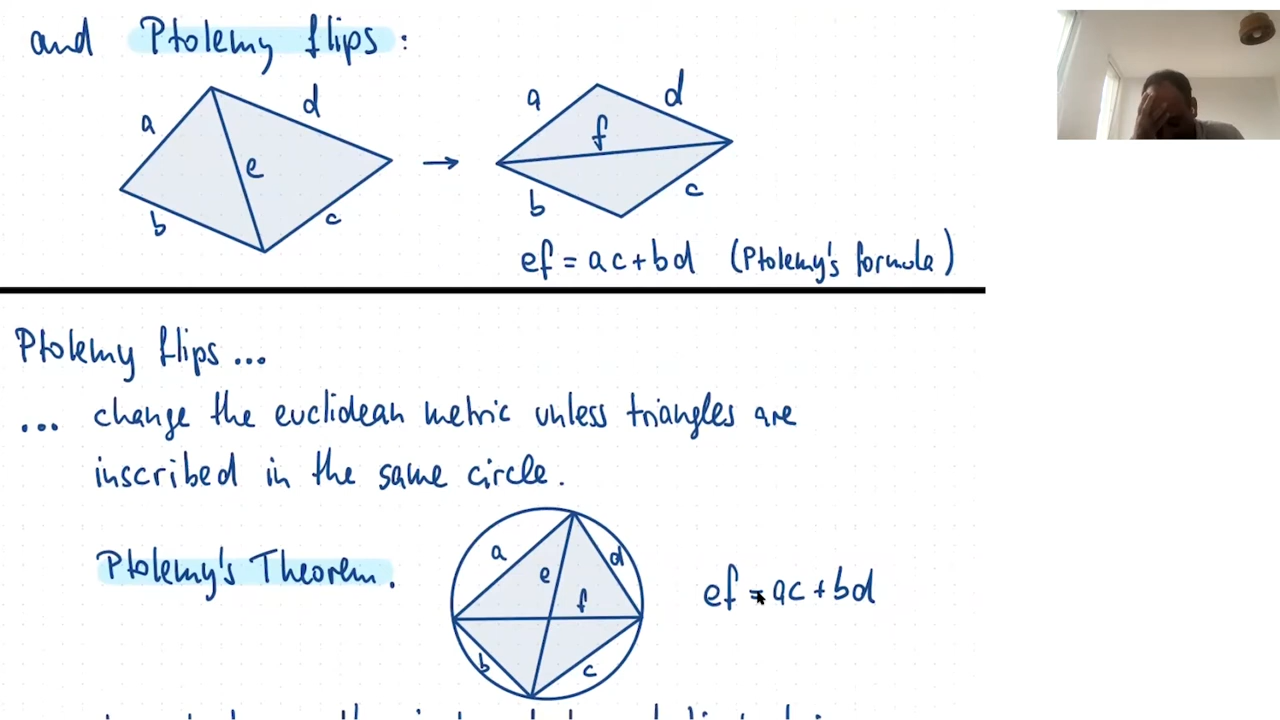 and Ptolemy flips:
a d e b c → a d f b c
ef = ac + bd (Ptolemy's formula)
Ptolemy flips ...
... change the euclidean metric unless triangles are
inscribed in the same circle.
Ptolemy's Theorem.
a e d f b c
ef = ac + bd